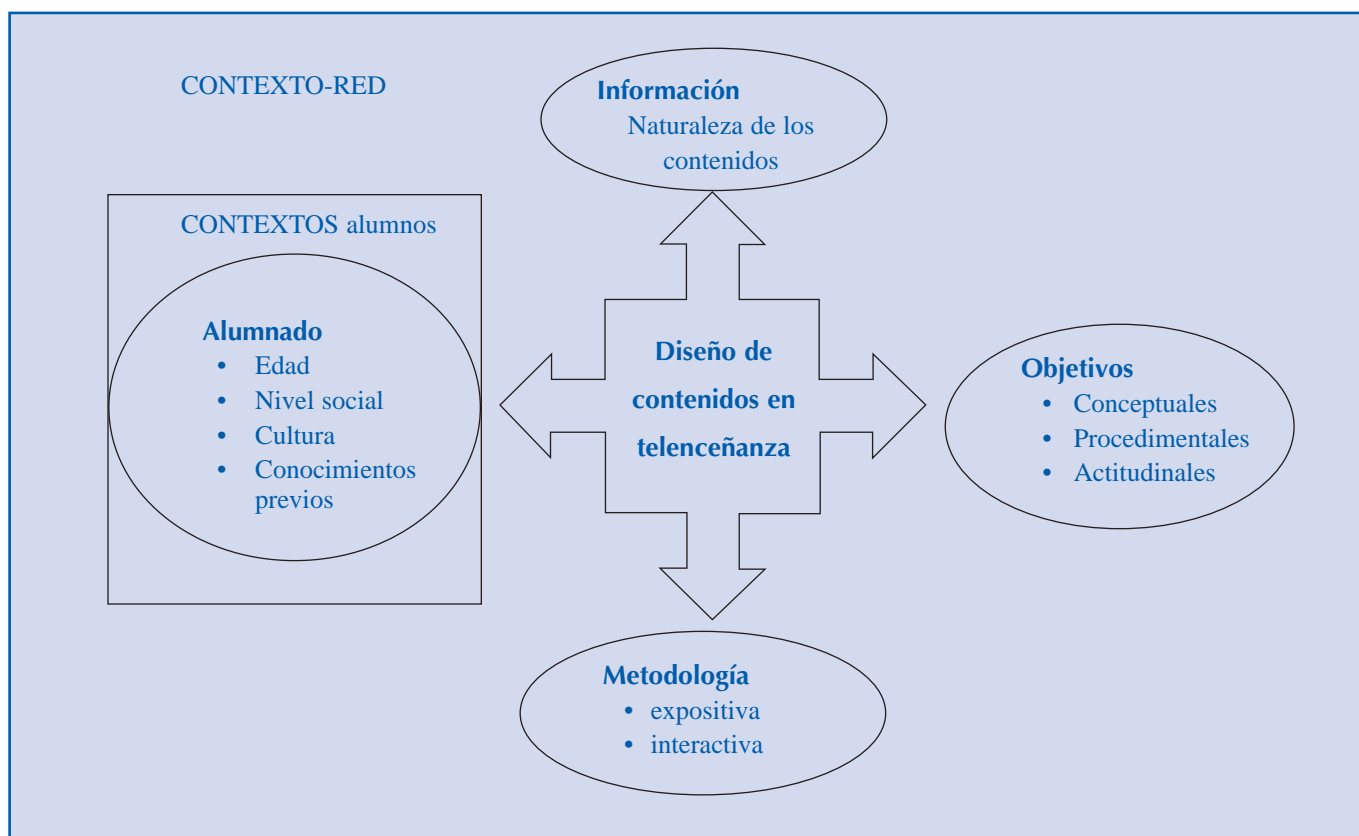 CONTEXTO-RED
Información
Naturaleza de los
contenidos
CONTEXTOS alumnos
Alumnado
• Edad
• Nivel social
• Cultura
• Conocimientos
previos
Diseño de
contenidos en
telenceñanza
Objetivos
• Conceptuales
• Procedimentales
• Actitudinales
Metodología
• expositiva
• interactiva